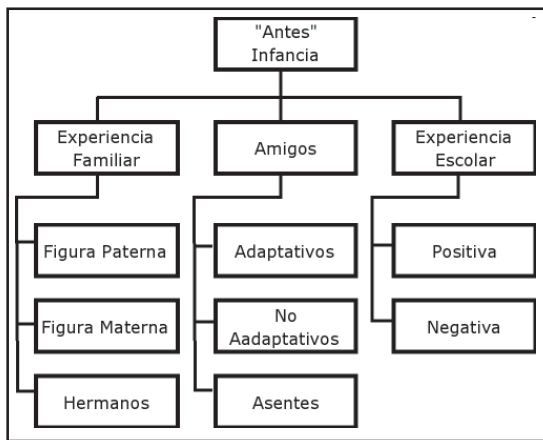 "Antes"
Infancia
Experiencia
Familiar
Amigos
Experiencia
Escolar
Figura Paterna
Adaptativos
Positiva
Figura Materna
No
Aadaptativos
Negativa
Hermanos
Asentes